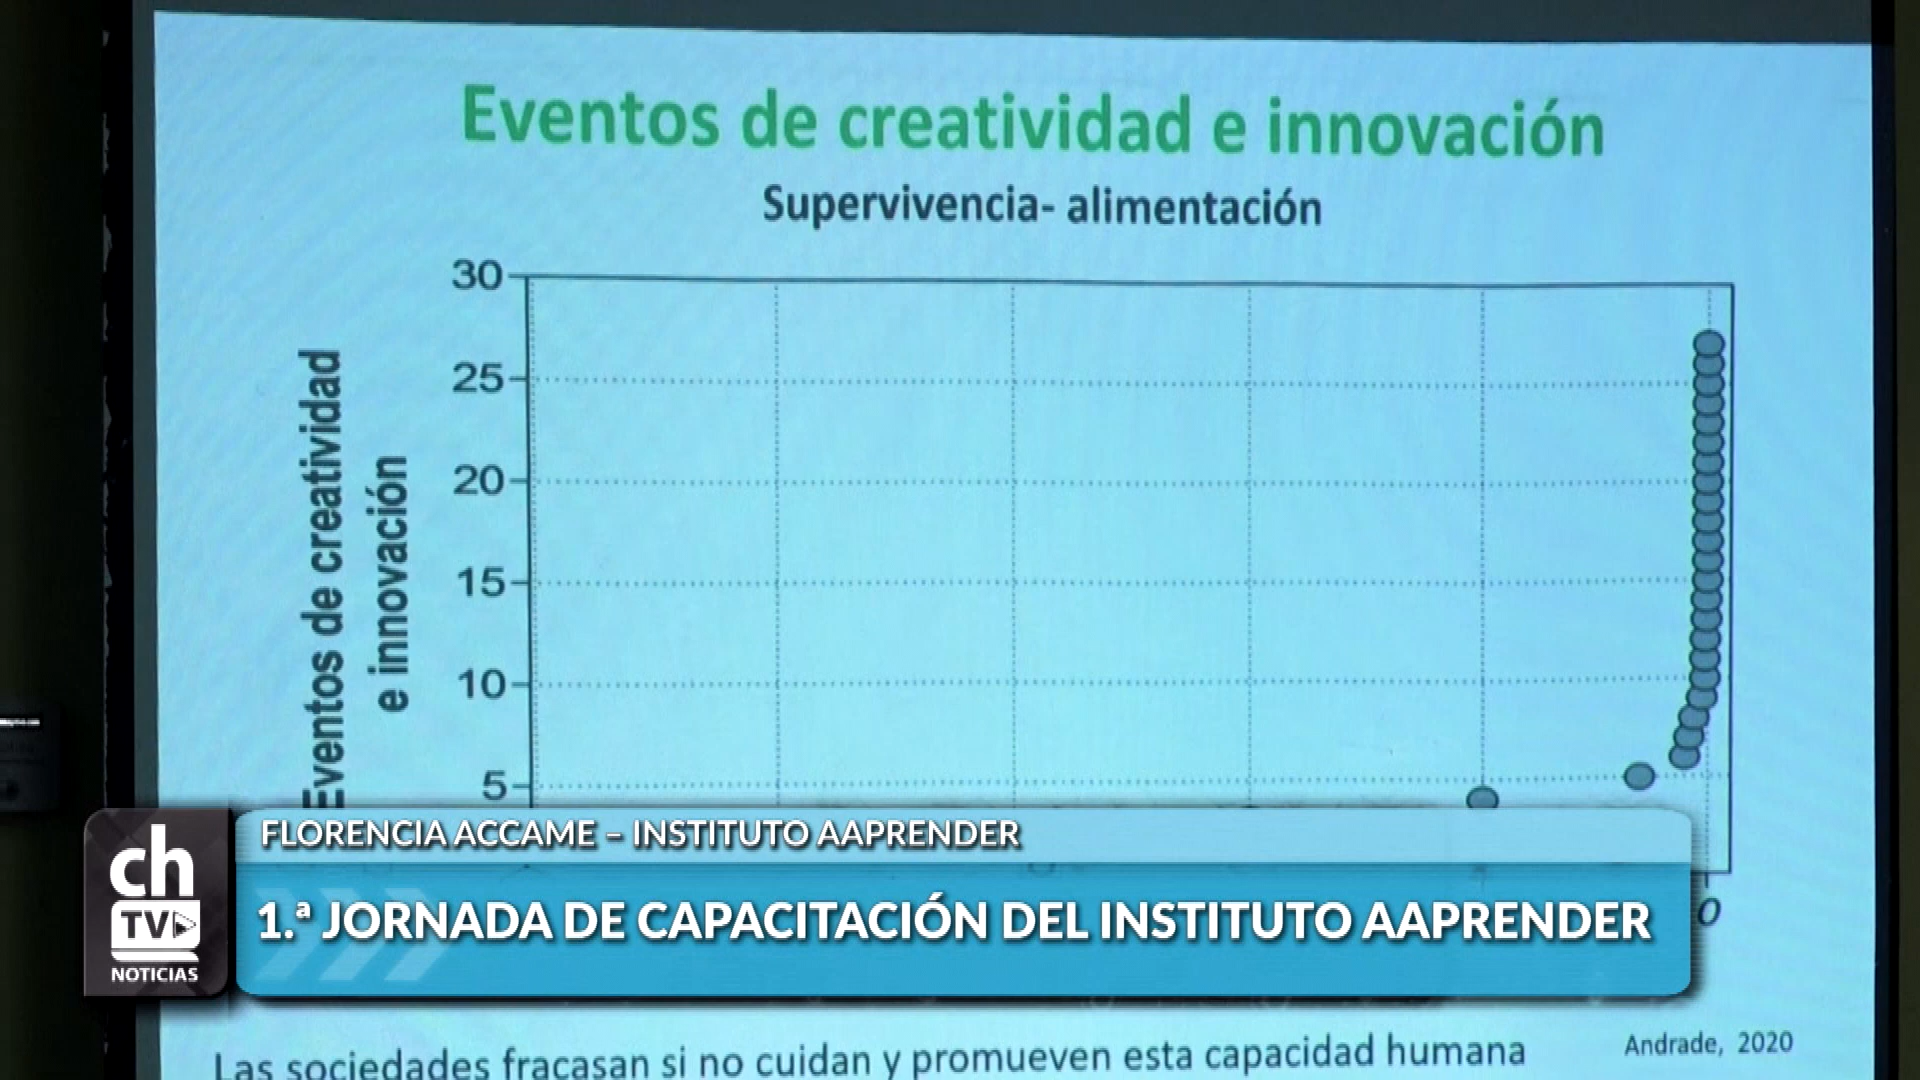 Eventos de creatividad e innovación
Supervivencia- alimentación
30
25
20
15
10
5
0
Eventos de creatividad
e innovación
FLORENCIA ACCAME – INSTITUTO AAPRENDER
1.ª JORNADA DE CAPACITACIÓN DEL INSTITUTO AAPRENDER
ch
TV
NOTICIAS
Andrade, 2020
Las sociedades fracasan si no cuidan y promueven esta capacidad humana